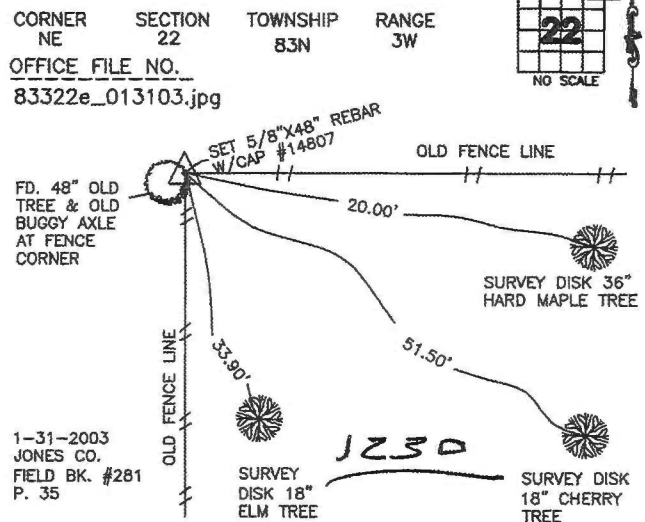 CORNER SECTION TOWNSHIP RANGE
NE 22 83N 3W
22
OFFICE FILE NO.
NO SCALE
83322e_013103.jpg
SET 5/8"X48" REBAR
W/CAP #14807
OLD FENCE LINE
FD. 48" OLD
TREE & OLD
BUGGY AXLE
AT FENCE
CORNER
20.00'
SURVEY DISK 36"
HARD MAPLE TREE
51.50'
33.90'
OLD FENCE LINE
1-31-2003
JONES CO.
FIELD BK. #281
P. 35
SURVEY
DISK 18"
ELM TREE
SURVEY DISK
18" CHERRY
TREE